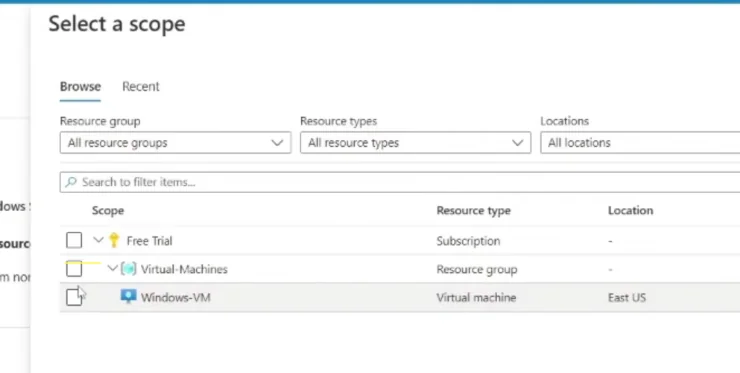 Select a scope
Browse Recent
Resource group Resource types Locations
All resource groups All resource types All locations
Search to filter items...
Scope Resource type Location
Free Trial Subscription -
Virtual-Machines Resource group -
Windows-VM Virtual machine East US